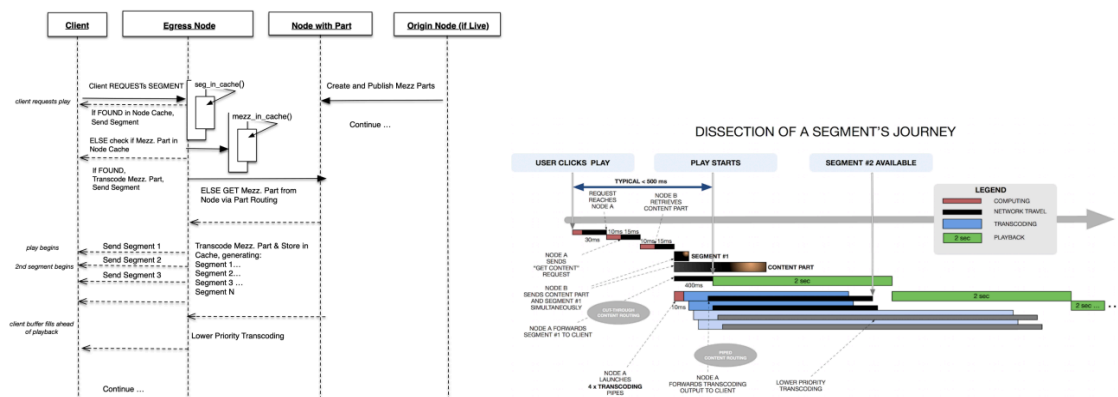 Client
Egress Node
Node with Part
Origin Node (if Live)
Client REQUESTs SEGMENT
seg_in_cache()
Create and Publish Mezz Parts
client requests play
If FOUND in Node Cache,
Send Segment
mezz_in_cache()
Continue ...
ELSE check if Mezz. Part in
Node Cache
If FOUND,
Transcode Mezz. Part,
Send Segment
ELSE GET Mezz. Part from
Node via Part Routing
play begins
Send Segment 1
Transcode Mezz. Part & Store in
Cache, generating:
2nd segment begins
Send Segment 2
Segment 1...
Segment 2...
Send Segment 3
Segment 3 ...
Segment N
client buffer fills ahead
of playback
Lower Priority Transcoding
Continue ...
DISSECTION OF A SEGMENT'S JOURNEY
USER CLICKS PLAY
PLAY STARTS
SEGMENT #2 AVAILABLE
TYPICAL < 500 ms
REQUEST
REACHES
NODE A
NODE B
RETRIEVES
CONTENT PART
LEGEND
COMPUTING
NETWORK TRAVEL
TRANSCODING
2 sec
PLAYBACK
30ms
10ms
15ms
10ms
15ms
NODE A
SENDS
"GET CONTENT"
REQUEST
SEGMENT #1
CONTENT PART
NODE B
SENDS CONTENT PART
AND SEGMENT #1
SIMULTANEOUSLY
400ms
2 sec
10ms
2 sec
2 sec ...
CUT THROUGH
CONTENT ROUTING
NODE A FORWARDS
SEGMENT #1 TO CLIENT
PIPED
CONTENT ROUTING
NODE A
LAUNCHES
4 x TRANSCODING
PIPES
NODE A
FORWARDS TRANSCODING
OUTPUT TO CLIENT
LOWER PRIORITY
TRANSCODING